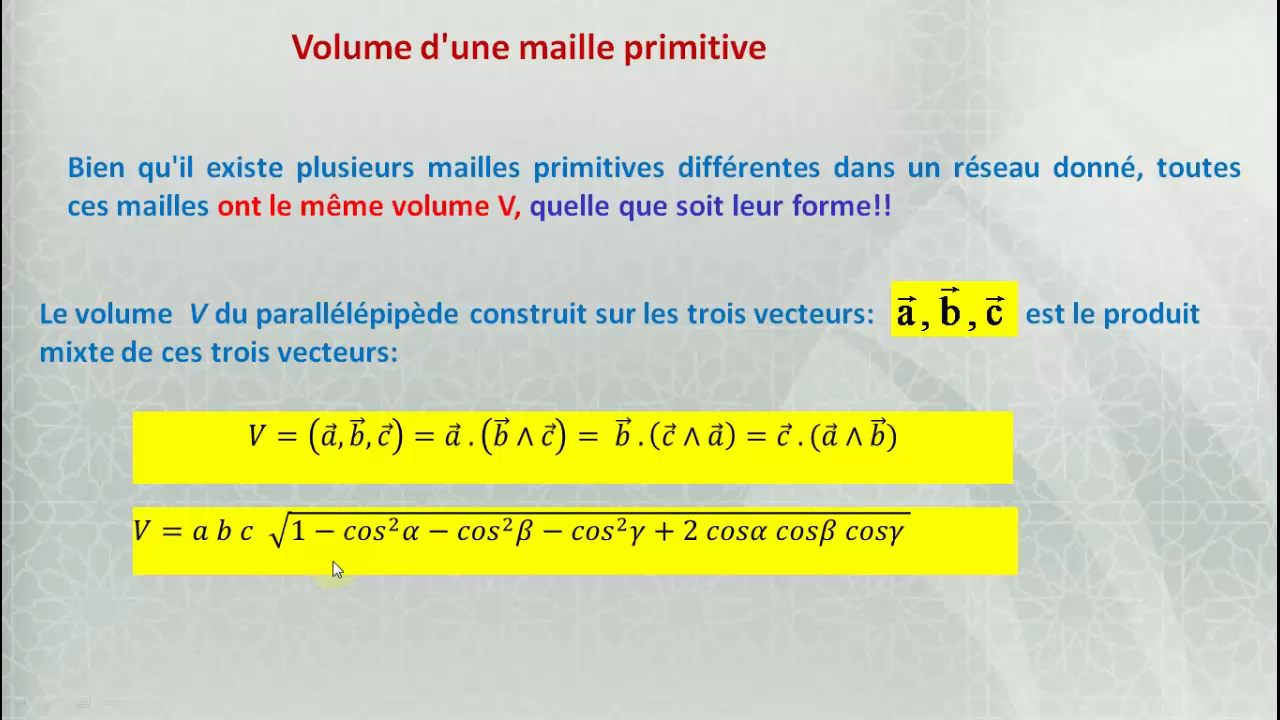 Volume d'une maille primitive
Bien qu'il existe plusieurs mailles primitives différentes dans un réseau donné, toutes
ces mailles ont le même volume V, quelle que soit leur forme!!
Le volume V du parallélépipède construit sur les trois vecteurs: a⃗ , b⃗ , c⃗ est le produit
mixte de ces trois vecteurs:
V = (a⃗, b⃗, c⃗) = a⃗ . (b⃗ ∧ c⃗) = b⃗ . (c⃗ ∧ a⃗) = c⃗ . (a⃗ ∧ b⃗)
V = a b c √(1 − cos²α − cos²β − cos²γ + 2 cosα cosβ cosγ)